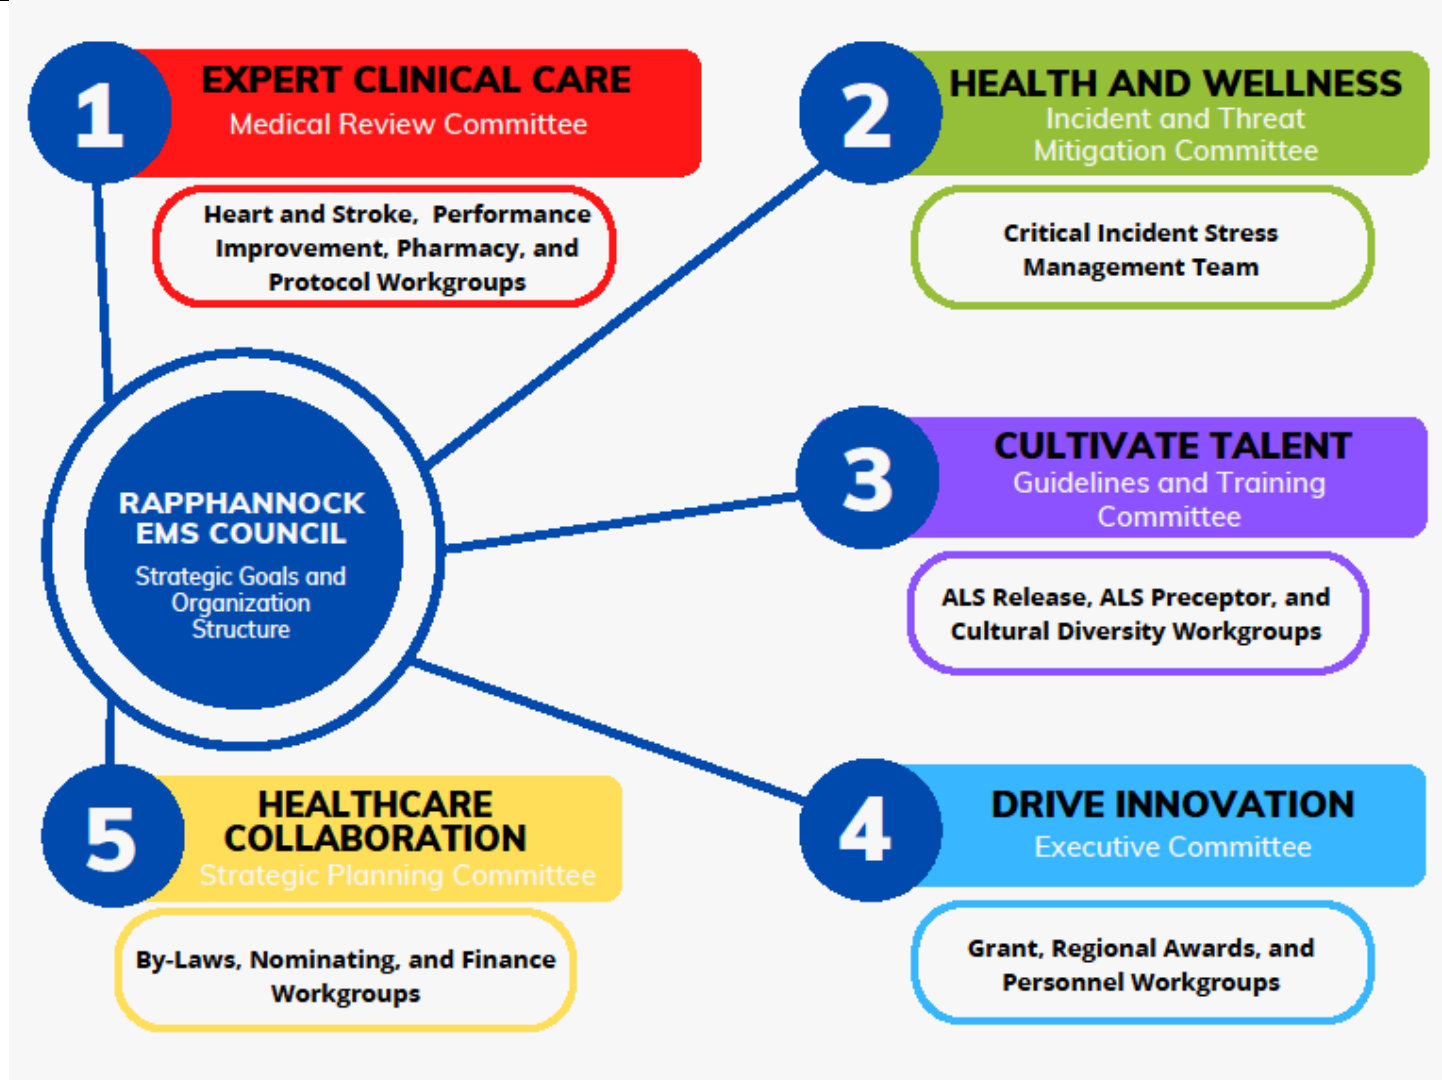 1
EXPERT CLINICAL CARE
Medical Review Committee
Heart and Stroke, Performance
Improvement, Pharmacy, and
Protocol Workgroups
2
HEALTH AND WELLNESS
Incident and Threat
Mitigation Committee
Critical Incident Stress
Management Team
RAPPHANNOCK
EMS COUNCIL
Strategic Goals and
Organization
Structure
3
CULTIVATE TALENT
Guidelines and Training
Committee
ALS Release, ALS Preceptor, and
Cultural Diversity Workgroups
4
DRIVE INNOVATION
Executive Committee
Grant, Regional Awards, and
Personnel Workgroups
5
HEALTHCARE
COLLABORATION
Strategic Planning Committee
By-Laws, Nominating, and Finance
Workgroups